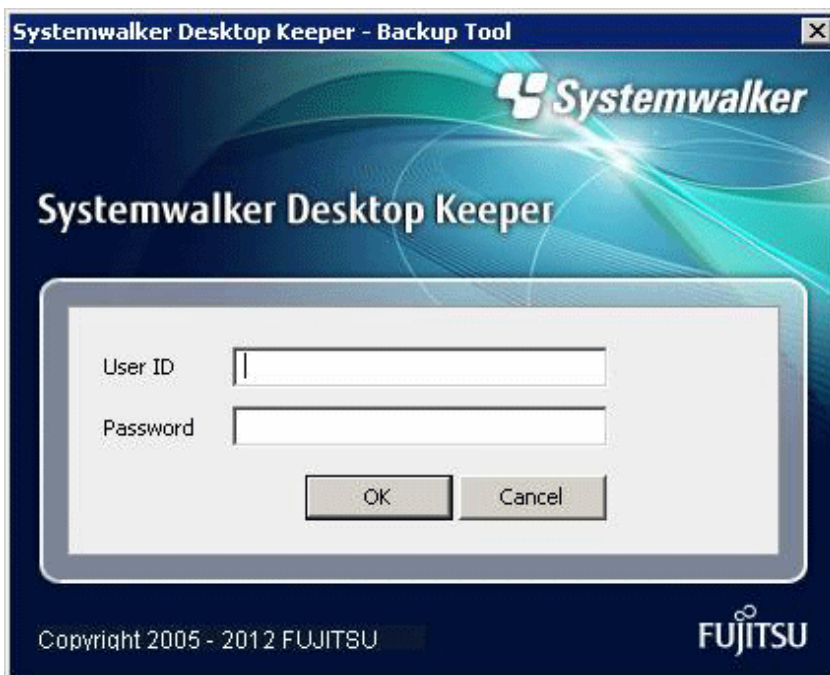 Systemwalker Desktop Keeper - Backup Tool
Systemwalker
Systemwalker Desktop Keeper
User ID
Password
OK Cancel
Copyright 2005 - 2012 FUJITSU
FUJITSU